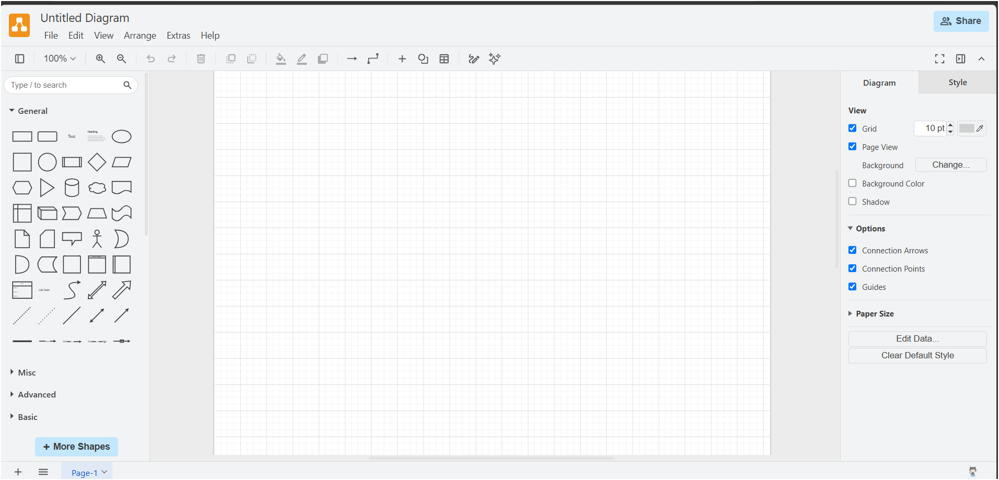 Untitled Diagram
File Edit View Arrange Extras Help
Share
100%
Type / to search
General
Text
Heading
List Item
Misc
Advanced
Basic
+ More Shapes
Page-1
Diagram Style
View
Grid 10 pt
Page View
Background Change...
Background Color
Shadow
Options
Connection Arrows
Connection Points
Guides
Paper Size
Edit Data...
Clear Default Style